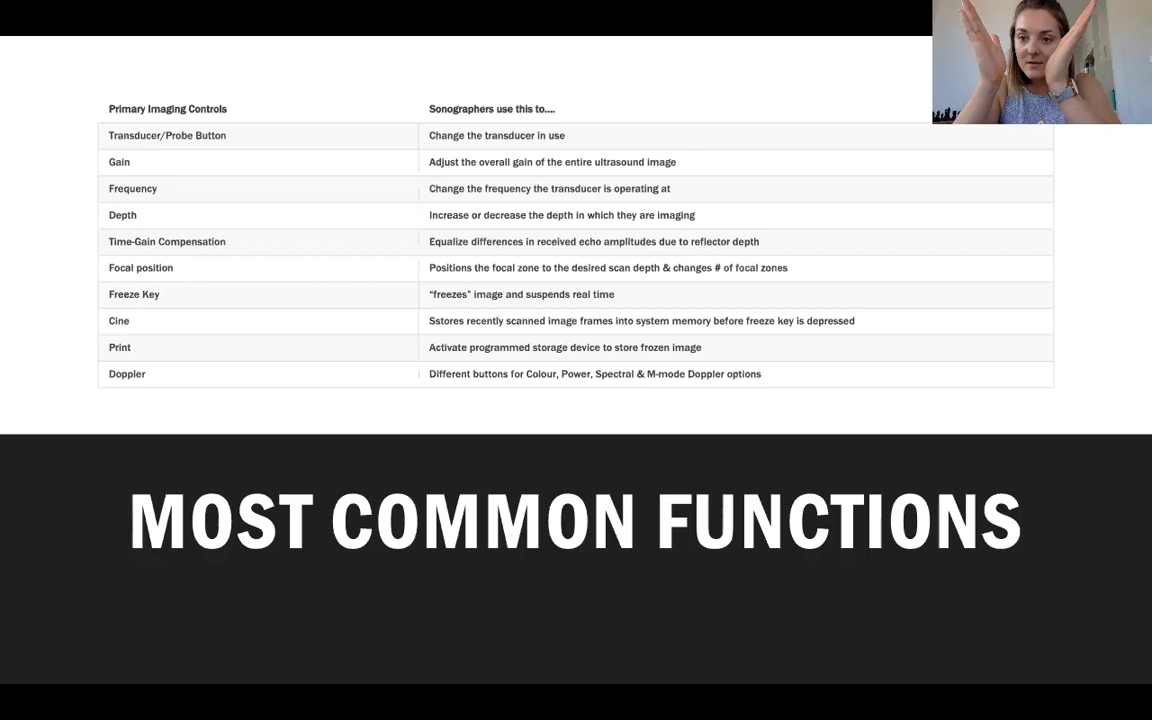 Primary Imaging Controls Sonographers use this to....
Transducer/Probe Button Change the transducer in use
Gain Adjust the overall gain of the entire ultrasound image
Frequency Change the frequency the transducer is operating at
Depth Increase or decrease the depth in which they are imaging
Time-Gain Compensation Equalize differences in received echo amplitudes due to reflector depth
Focal position Positions the focal zone to the desired scan depth & changes # of focal zones
Freeze Key “freezes” image and suspends real time
Cine Sstores recently scanned image frames into system memory before freeze key is depressed
Print Activate programmed storage device to store frozen image
Doppler Different buttons for Colour, Power, Spectral & M-mode Doppler options
MOST COMMON FUNCTIONS